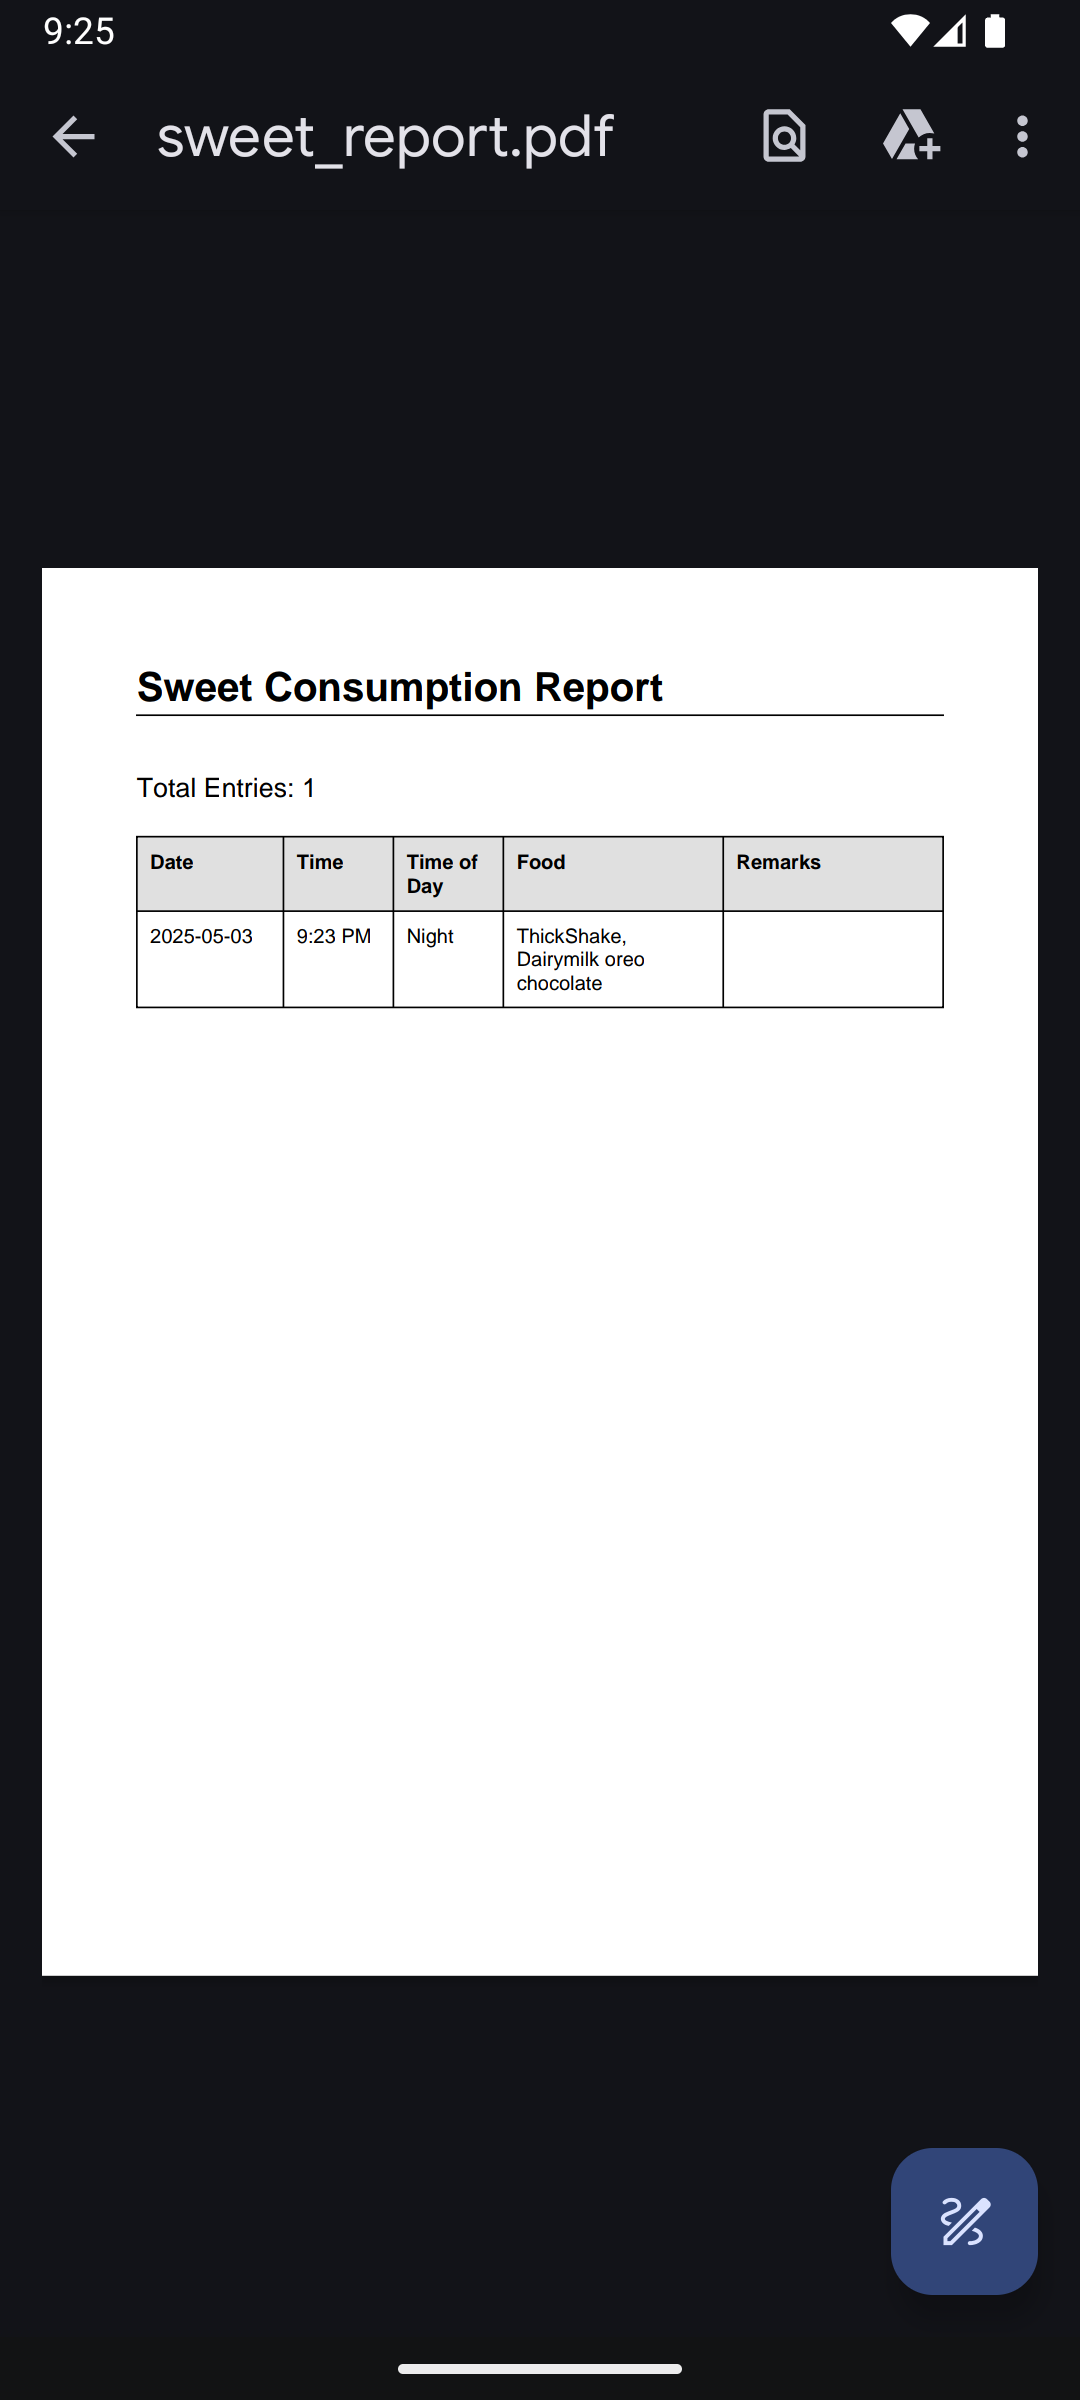 9:25
sweet_report.pdf
Sweet Consumption Report
Total Entries: 1
Date Time Time of Day Food Remarks
2025-05-03 9:23 PM Night ThickShake,
Dairymilk oreo
chocolate